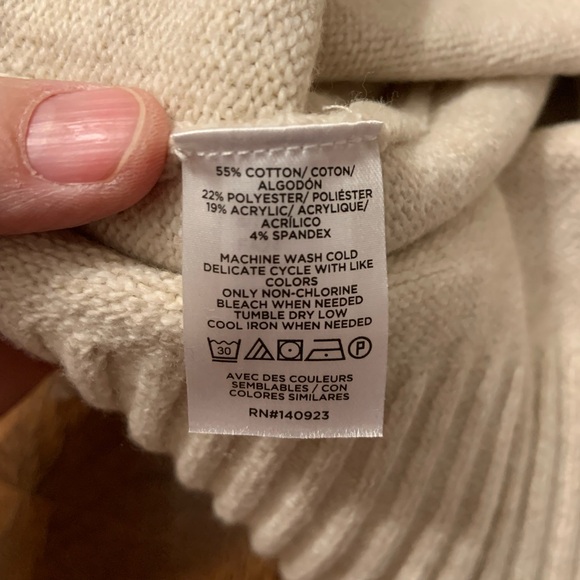 55% COTTON/ COTON/
ALGODÓN
22% POLYESTER/ POLIÉSTER
19% ACRYLIC/ ACRYLIQUE/
ACRÍLICO
4% SPANDEX
MACHINE WASH COLD
DELICATE CYCLE WITH LIKE
COLORS
ONLY NON-CHLORINE
BLEACH WHEN NEEDED
TUMBLE DRY LOW
COOL IRON WHEN NEEDED
30 P
AVEC DES COULEURS
SEMBLABLES / CON
COLORES SIMILARES
RN#140923